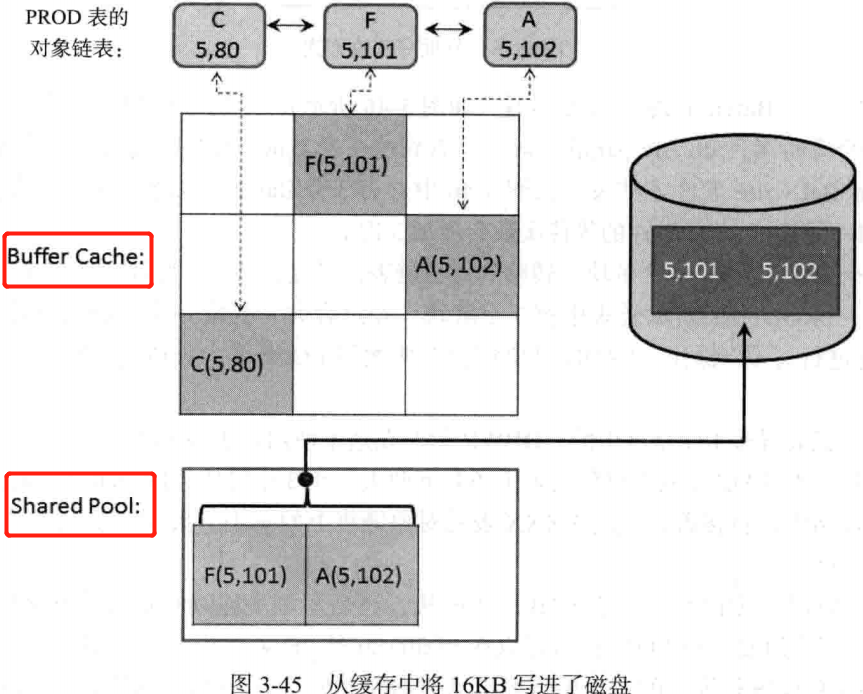 PROD 表的
对象链表：
C
5,80
F
5,101
A
5,102
F(5,101)
Buffer Cache:
A(5,102)
5,101 5,102
C(5,80)
Shared Pool:
F(5,101) A(5,102)
图 3-45 从缓存中将 16KB 写进了磁盘